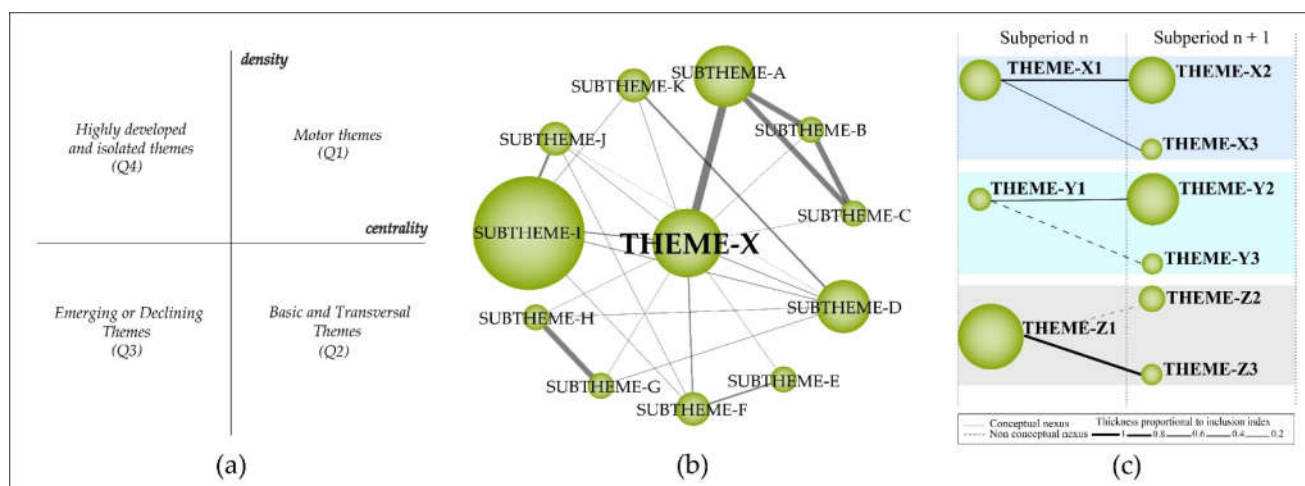 density
Highly developed
and isolated themes
(Q4)
Motor themes
(Q1)
centrality
Emerging or Declining
Themes
(Q3)
Basic and Transversal
Themes
(Q2)
(a)
SUBTHEME-A
SUBTHEME-K
SUBTHEME-B
SUBTHEME-J
SUBTHEME-C
SUBTHEME-I
THEME-X
SUBTHEME-D
SUBTHEME-H
SUBTHEME-G
SUBTHEME-E
SUBTHEME-F
(b)
Subperiod n
Subperiod n + 1
THEME-X1
THEME-X2
THEME-X3
THEME-Y1
THEME-Y2
THEME-Y3
THEME-Z1
THEME-Z2
THEME-Z3
Conceptual nexus
Non conceptual nexus
Thickness proportional to inclusion index
1 0.8 0.6 0.4 0.2
(c)